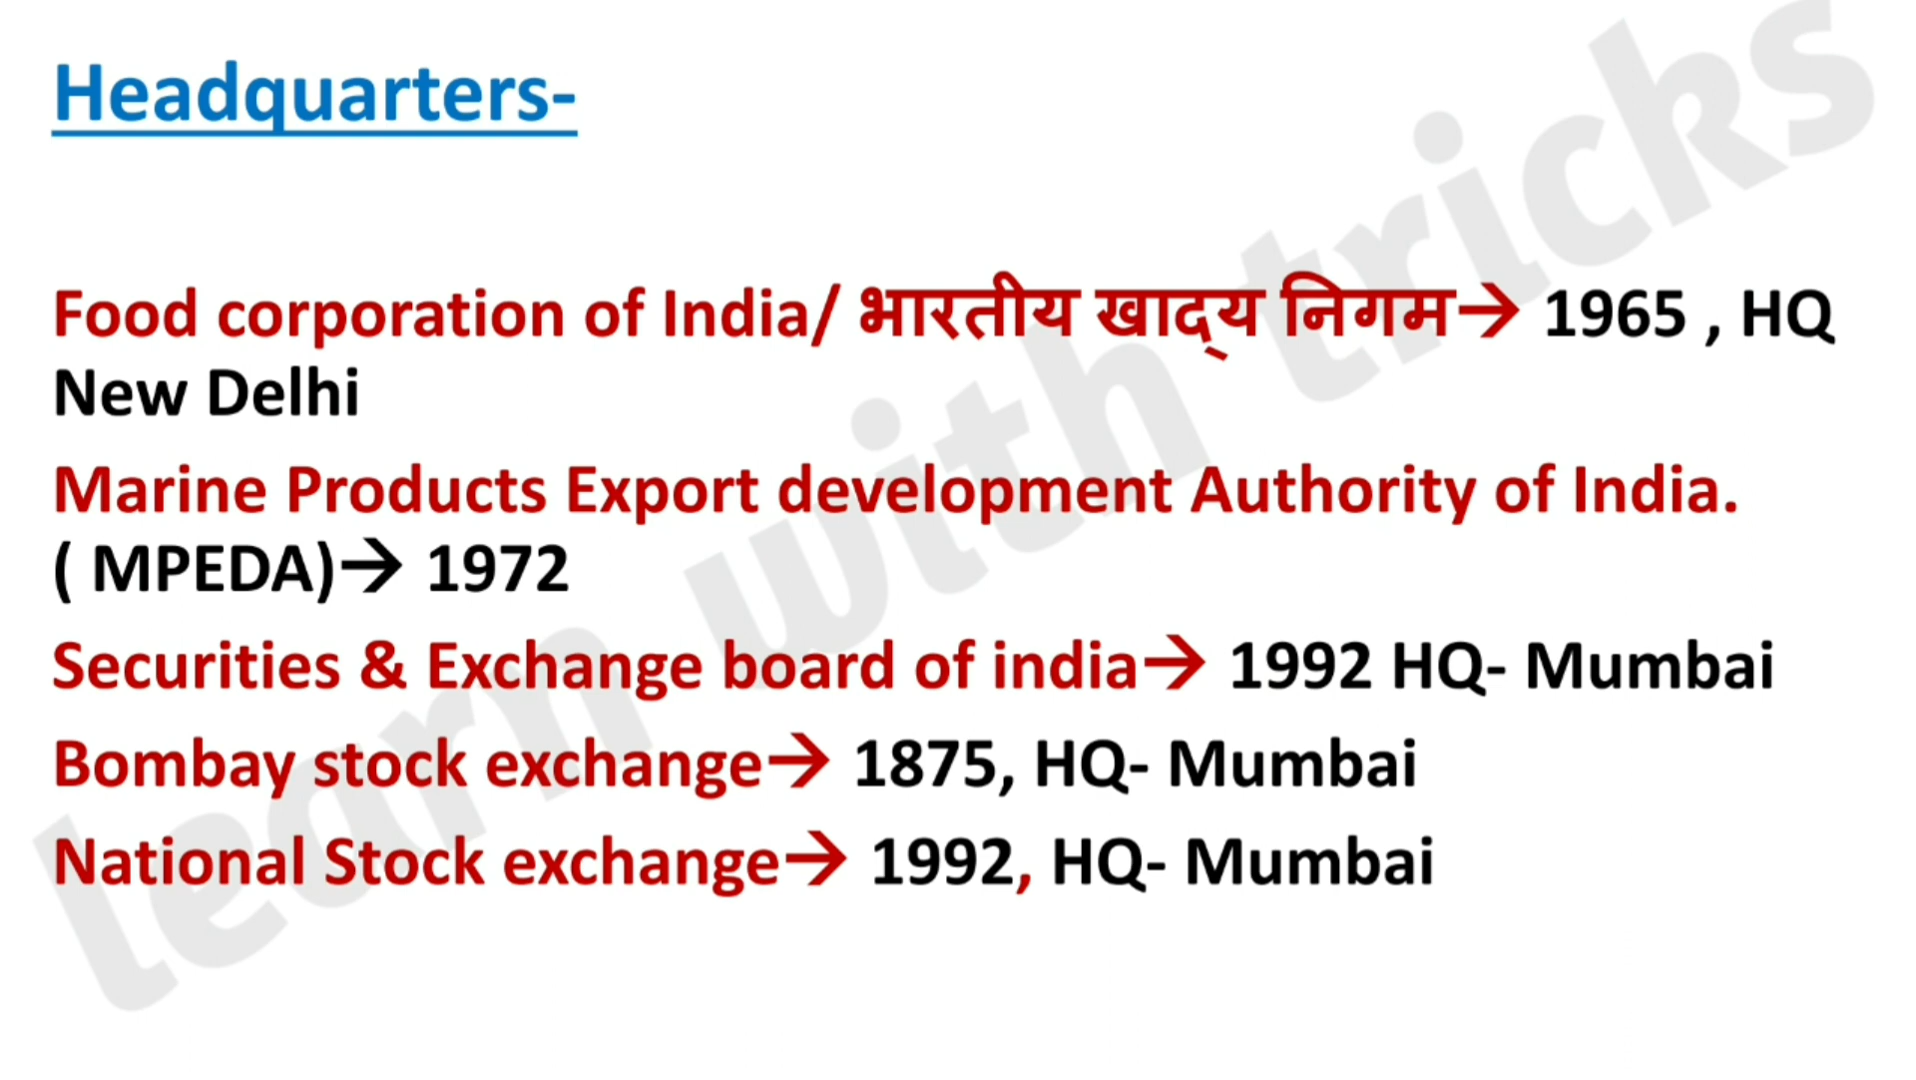 Headquarters-
Food corporation of India/ भारतीय खाद्य निगम→ 1965 , HQ
New Delhi
Marine Products Export development Authority of India.
( MPEDA)→ 1972
Securities & Exchange board of india→ 1992 HQ- Mumbai
Bombay stock exchange→ 1875, HQ- Mumbai
National Stock exchange→ 1992, HQ- Mumbai
learn with tricks